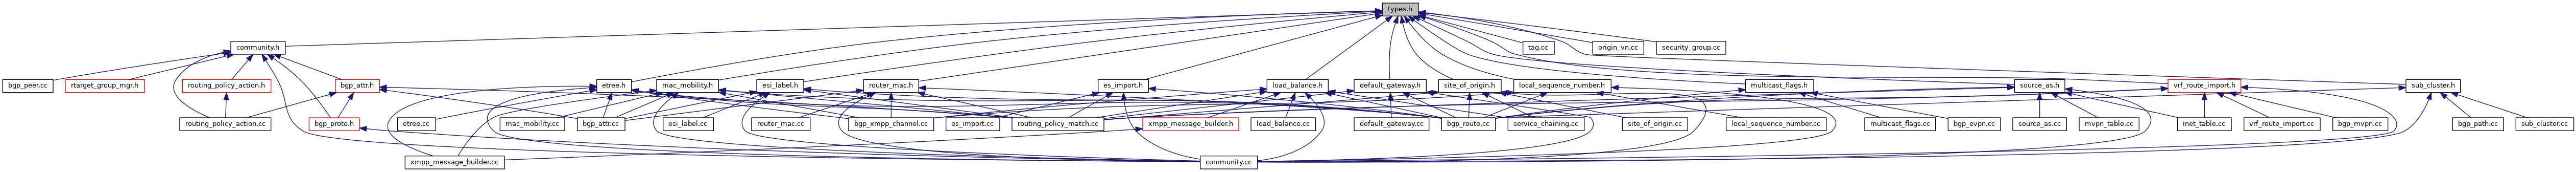 types.h
community.h
tag.cc
origin_vn.cc
security_group.cc
bgp_peer.cc
rtarget_group_mgr.h
routing_policy_action.h
bgp_attr.h
etree.h
mac_mobility.h
esi_label.h
router_mac.h
es_import.h
load_balance.h
default_gateway.h
site_of_origin.h
local_sequence_number.h
multicast_flags.h
source_as.h
vrf_route_import.h
sub_cluster.h
routing_policy_action.cc
bgp_proto.h
etree.cc
mac_mobility.cc
bgp_attr.cc
esi_label.cc
router_mac.cc
bgp_xmpp_channel.cc
es_import.cc
routing_policy_match.cc
xmpp_message_builder.h
load_balance.cc
default_gateway.cc
bgp_route.cc
service_chaining.cc
site_of_origin.cc
local_sequence_number.cc
multicast_flags.cc
bgp_evpn.cc
source_as.cc
mvpn_table.cc
inet_table.cc
vrf_route_import.cc
bgp_mvpn.cc
bgp_path.cc
sub_cluster.cc
xmpp_message_builder.cc
community.cc